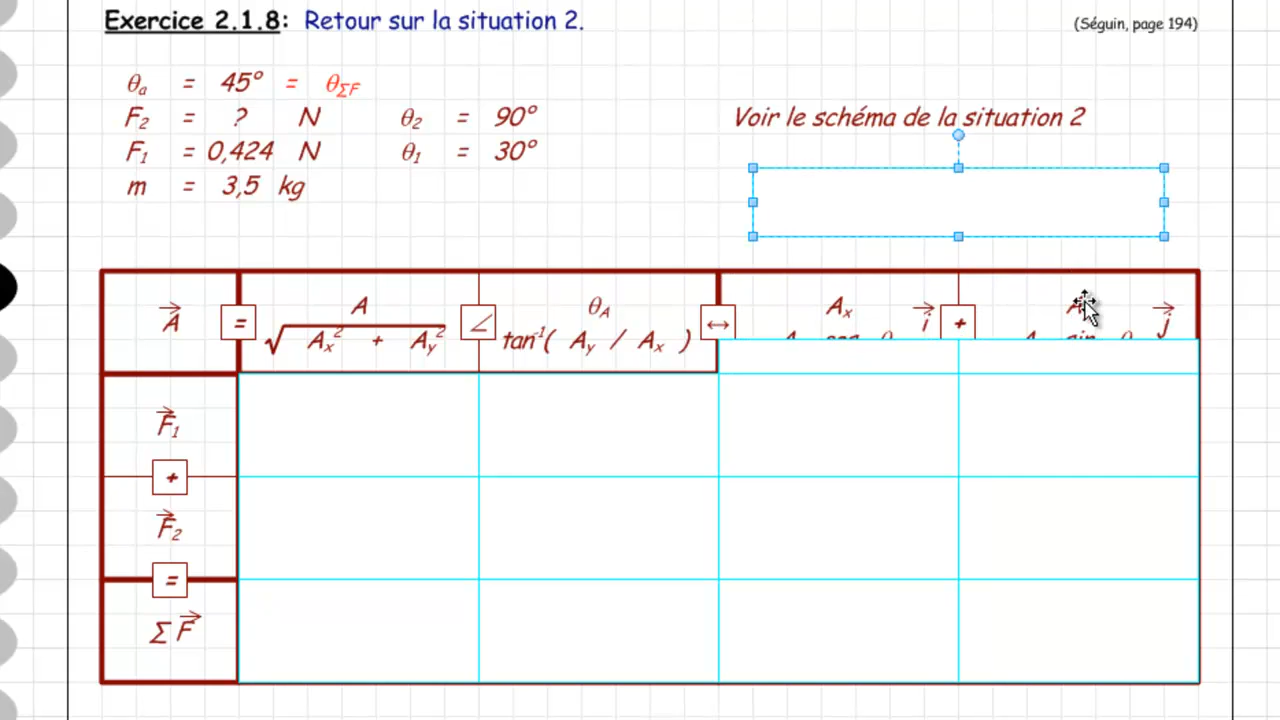 Exercice 2.1.8: Retour sur la situation 2.
(Séguin, page 194)
θa = 45° = θΣF
F2 = ? N θ2 = 90°
Voir le schéma de la situation 2
F1 = 0,424 N θ1 = 30°
m = 3,5 kg
A = A ∠ θA ↔ Ax i + A j
√ Ax² + Ay² tan⁻¹( Ay / Ax )
F1
+
F2
=
Σ F